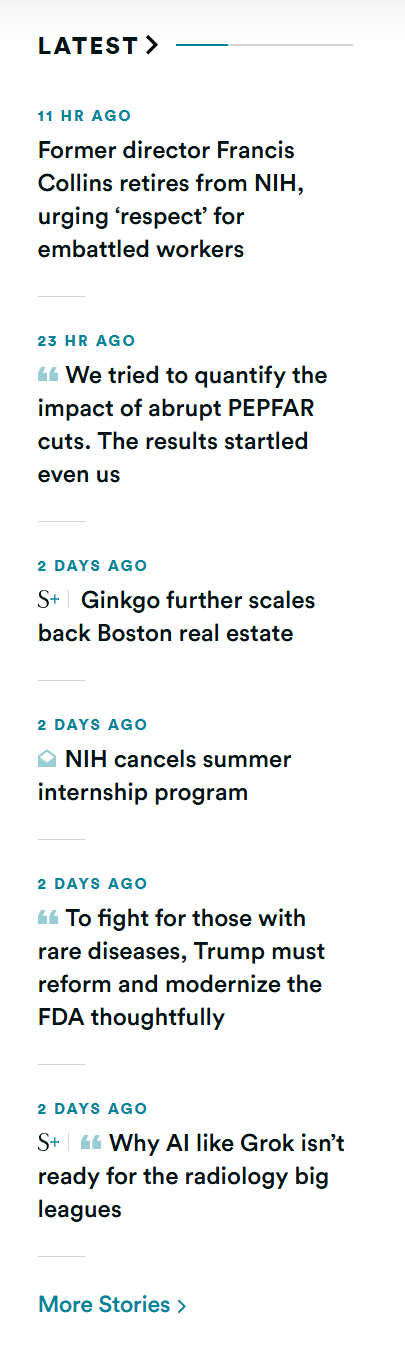 LATEST
11 HR AGO
Former director Francis
Collins retires from NIH,
urging ‘respect’ for
embattled workers
23 HR AGO
“ We tried to quantify the
impact of abrupt PEPFAR
cuts. The results startled
even us
2 DAYS AGO
S+ | Ginkgo further scales
back Boston real estate
2 DAYS AGO
NIH cancels summer
internship program
2 DAYS AGO
“ To fight for those with
rare diseases, Trump must
reform and modernize the
FDA thoughtfully
2 DAYS AGO
S+ | “ Why AI like Grok isn’t
ready for the radiology big
leagues
More Stories